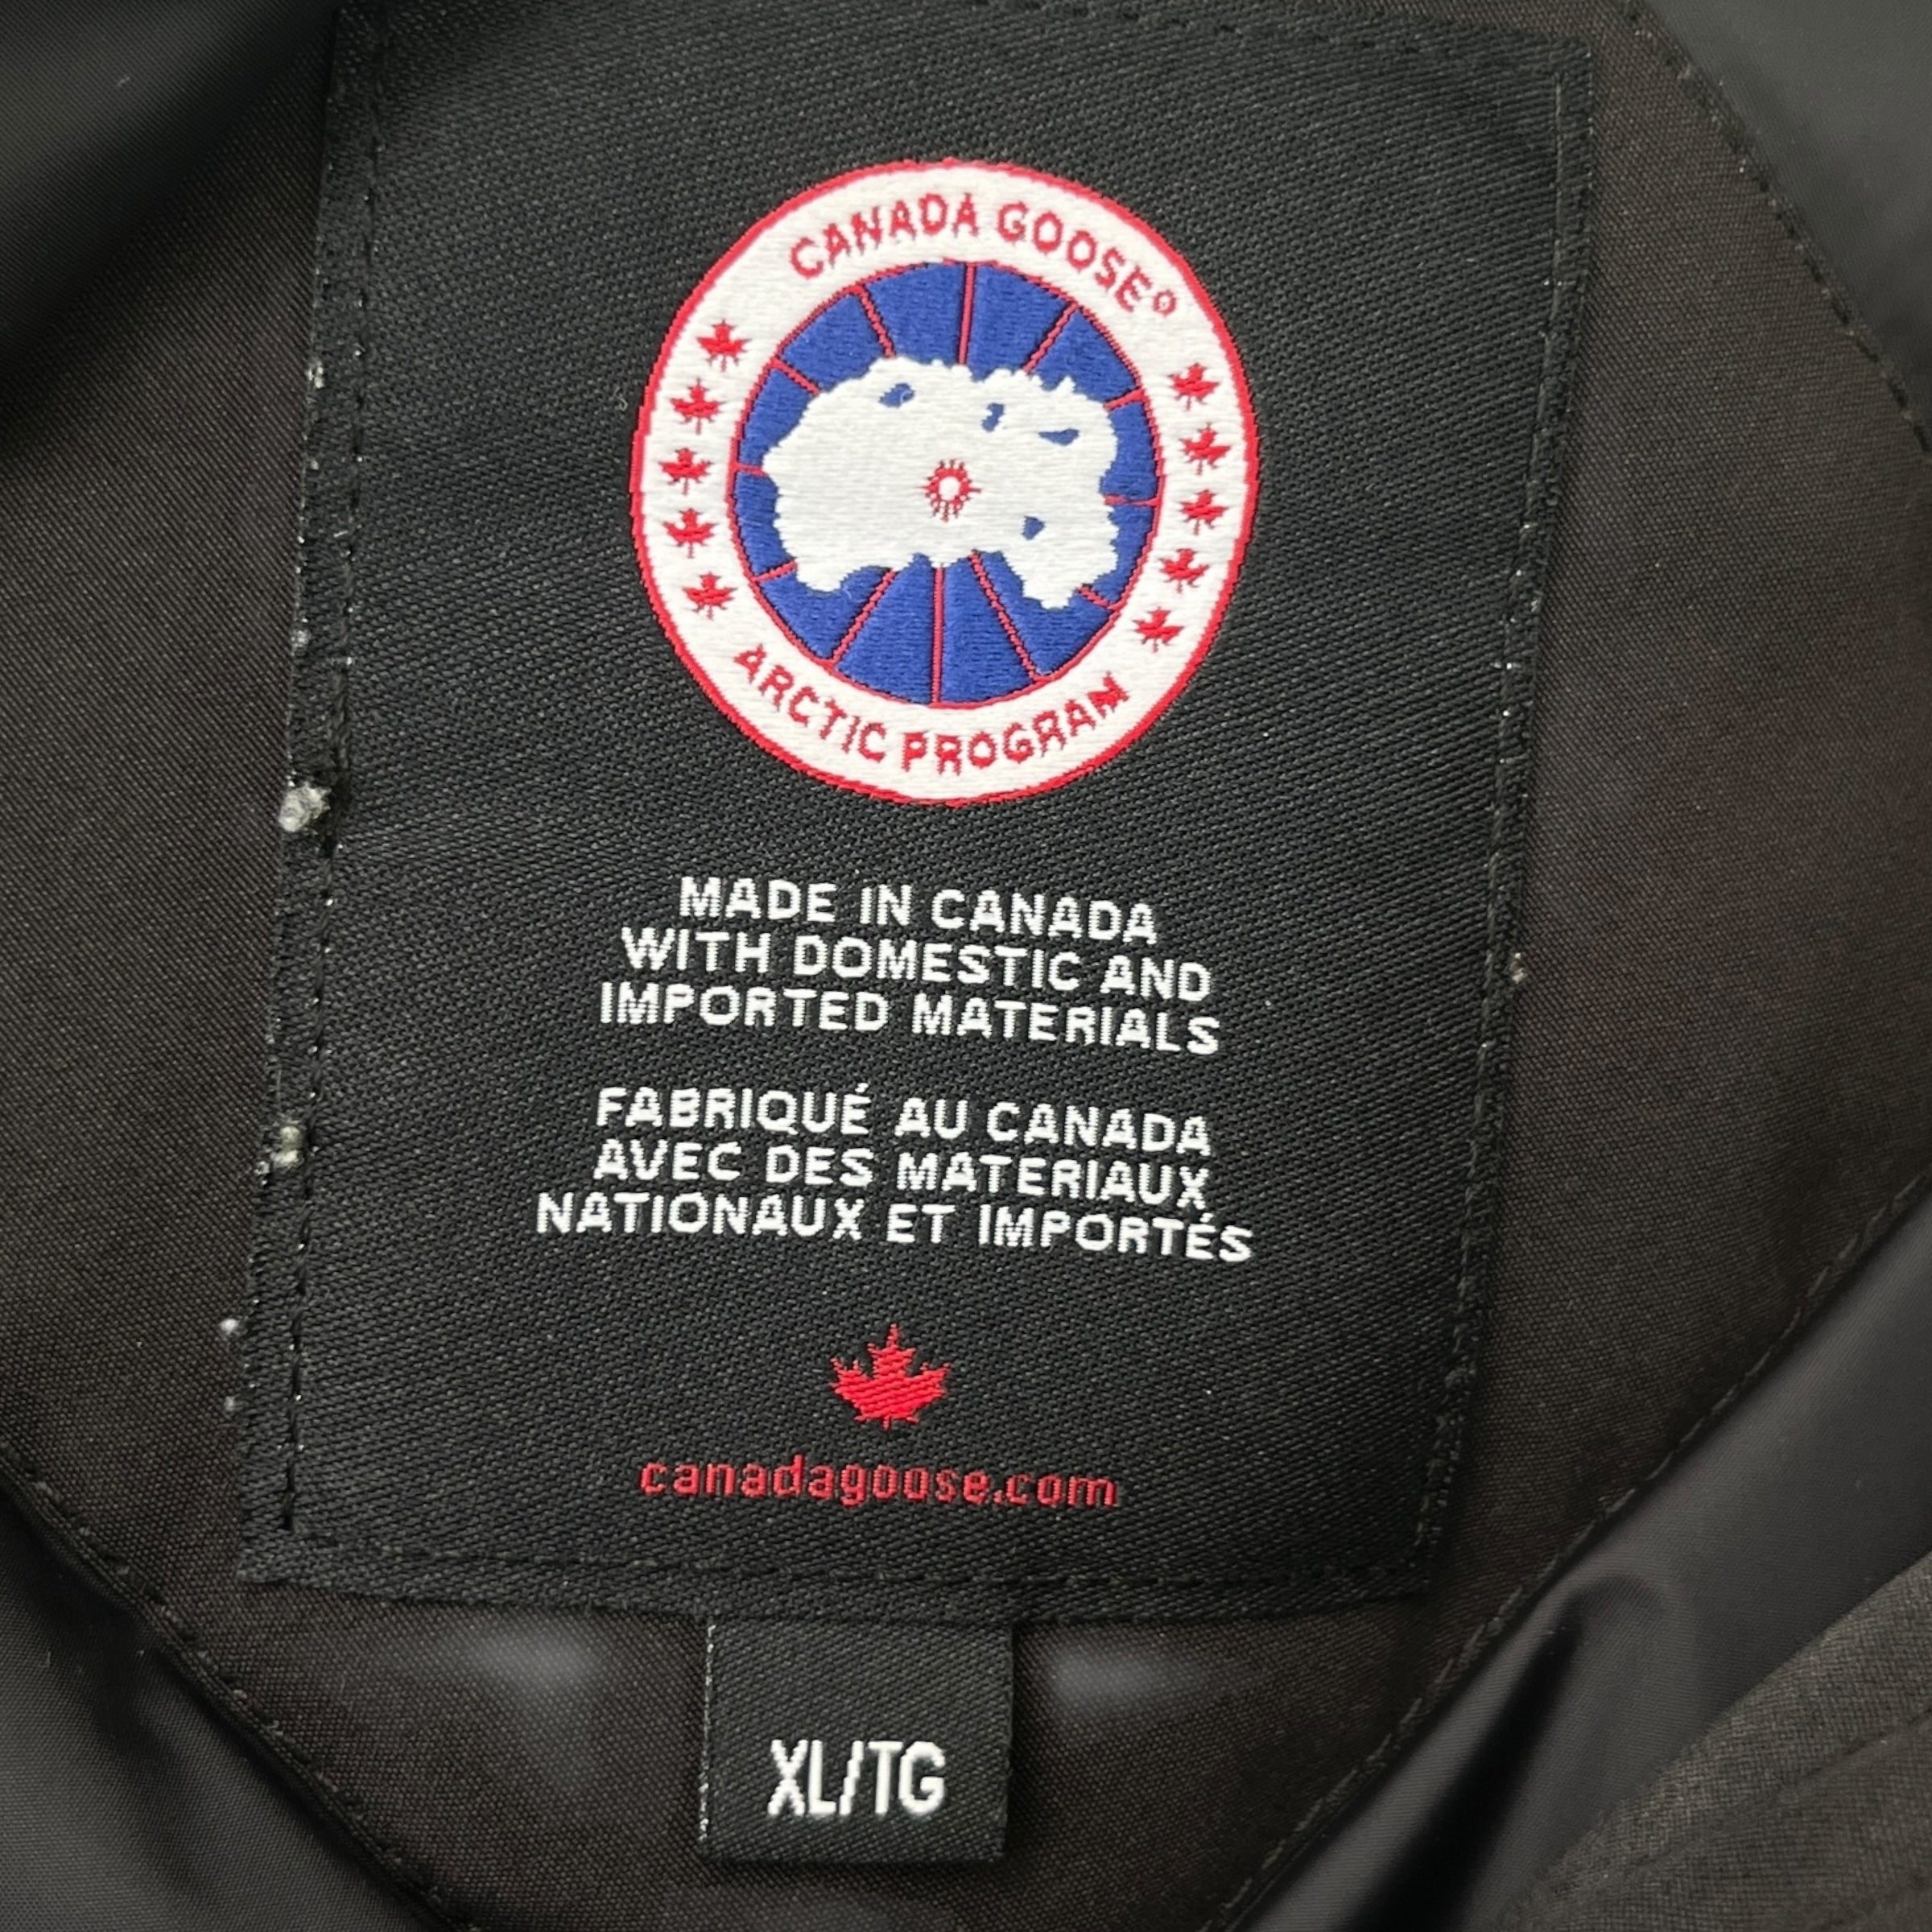 CANADA GOOSE®
ARCTIC PROGRAM
MADE IN CANADA
WITH DOMESTIC AND
IMPORTED MATERIALS
FABRIQUÉ AU CANADA
AVEC DES MATERIAUX
NATIONAUX ET IMPORTÉS
canadagoose.com
XL/TG